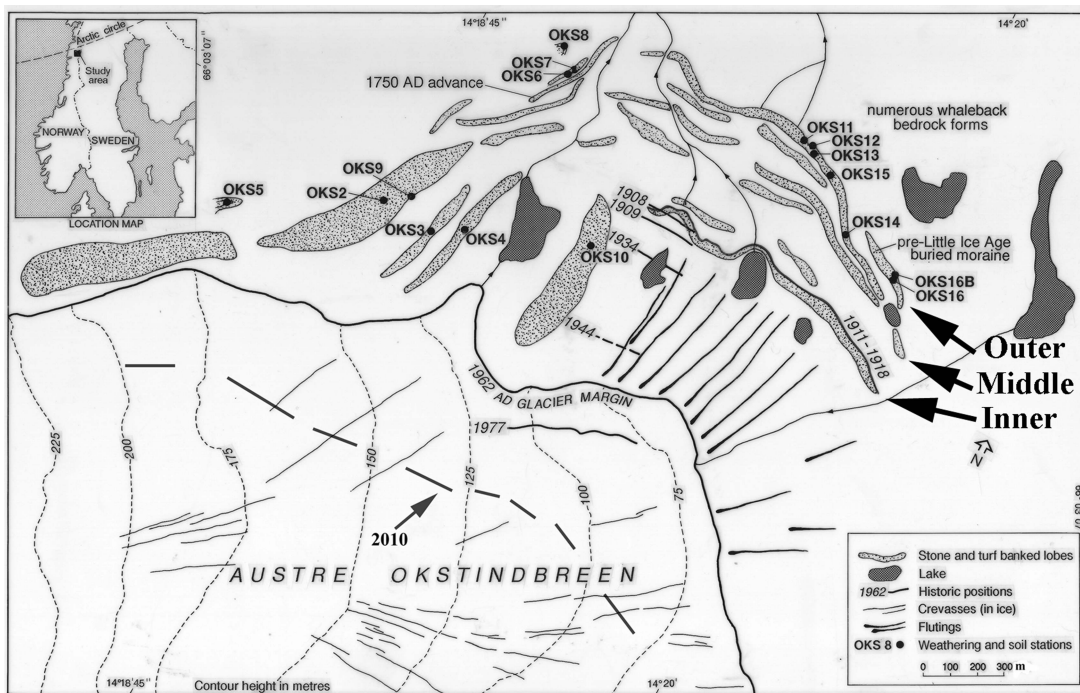 14°18'45''
14°20'
Arctic circle
Study
area
NORWAY
SWEDEN
LOCATION MAP
66°03'07''
OKS8
OKS7
OKS6
1750 AD advance
numerous whaleback
bedrock forms
OKS11
OKS12
OKS13
OKS15
OKS9
OKS2
OKS5
OKS3
OKS4
OKS10
OKS14
1908
1909
1934
1944
pre-Little Ice Age
buried moraine
OKS16B
OKS16
1911-1918
Outer
Middle
Inner
N
1962 AD GLACIER MARGIN
1977
225
200
175
150
125
100
75
2010
AUSTRE OKSTINDBREEN
Stone and turf banked lobes
Lake
1962 Historic positions
Crevasses (in ice)
Flutings
OKS 8 Weathering and soil stations
0 100 200 300 m
14°18'45''
Contour height in metres
14°20'